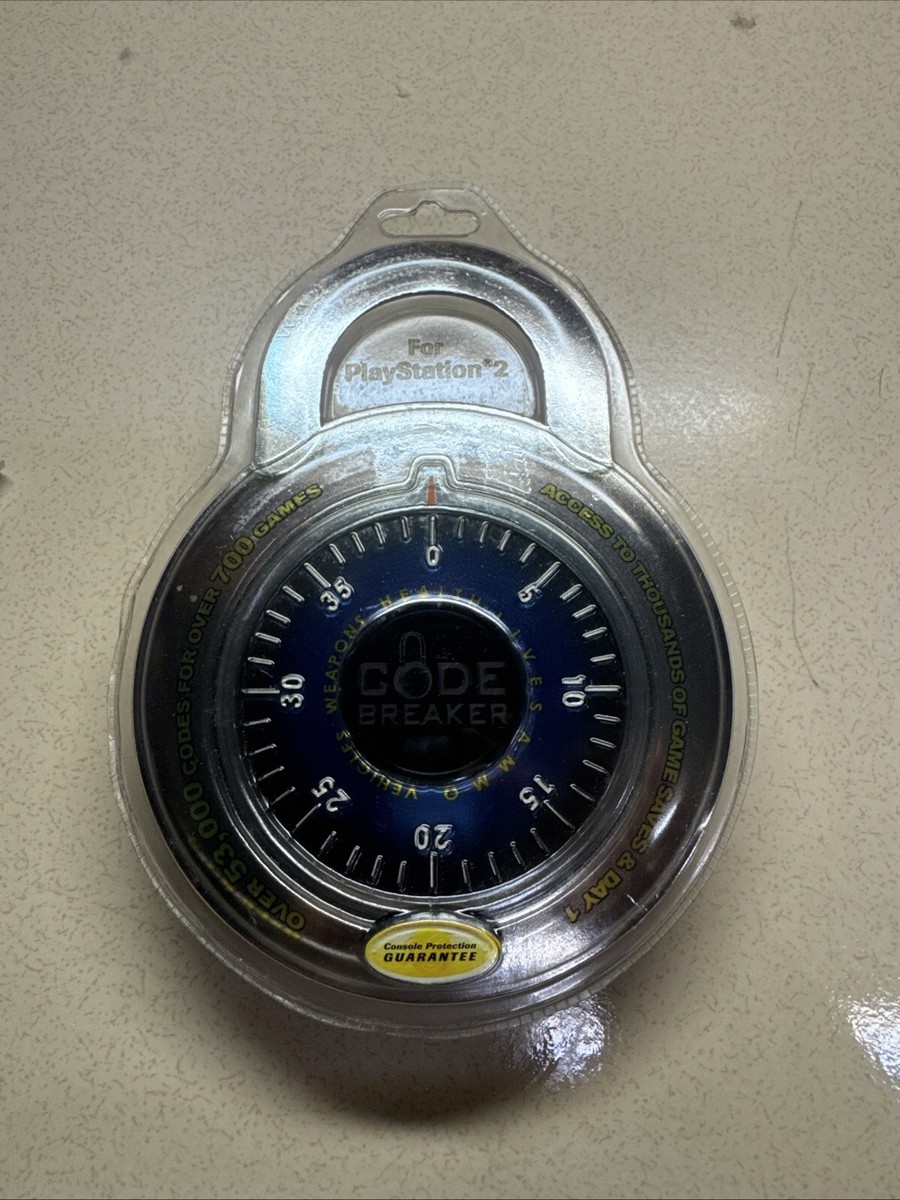 For
PlayStation®2
OVER 53,000 CODES FOR OVER 700 GAMES
ACCESS TO THOUSANDS OF GAME SAVES & DAY 1
0
5
10
15
20
25
30
35
HEALTH
LIVES
AMMO
VEHICLES
WEAPONS
CODE
BREAKER
Console Protection
GUARANTEE